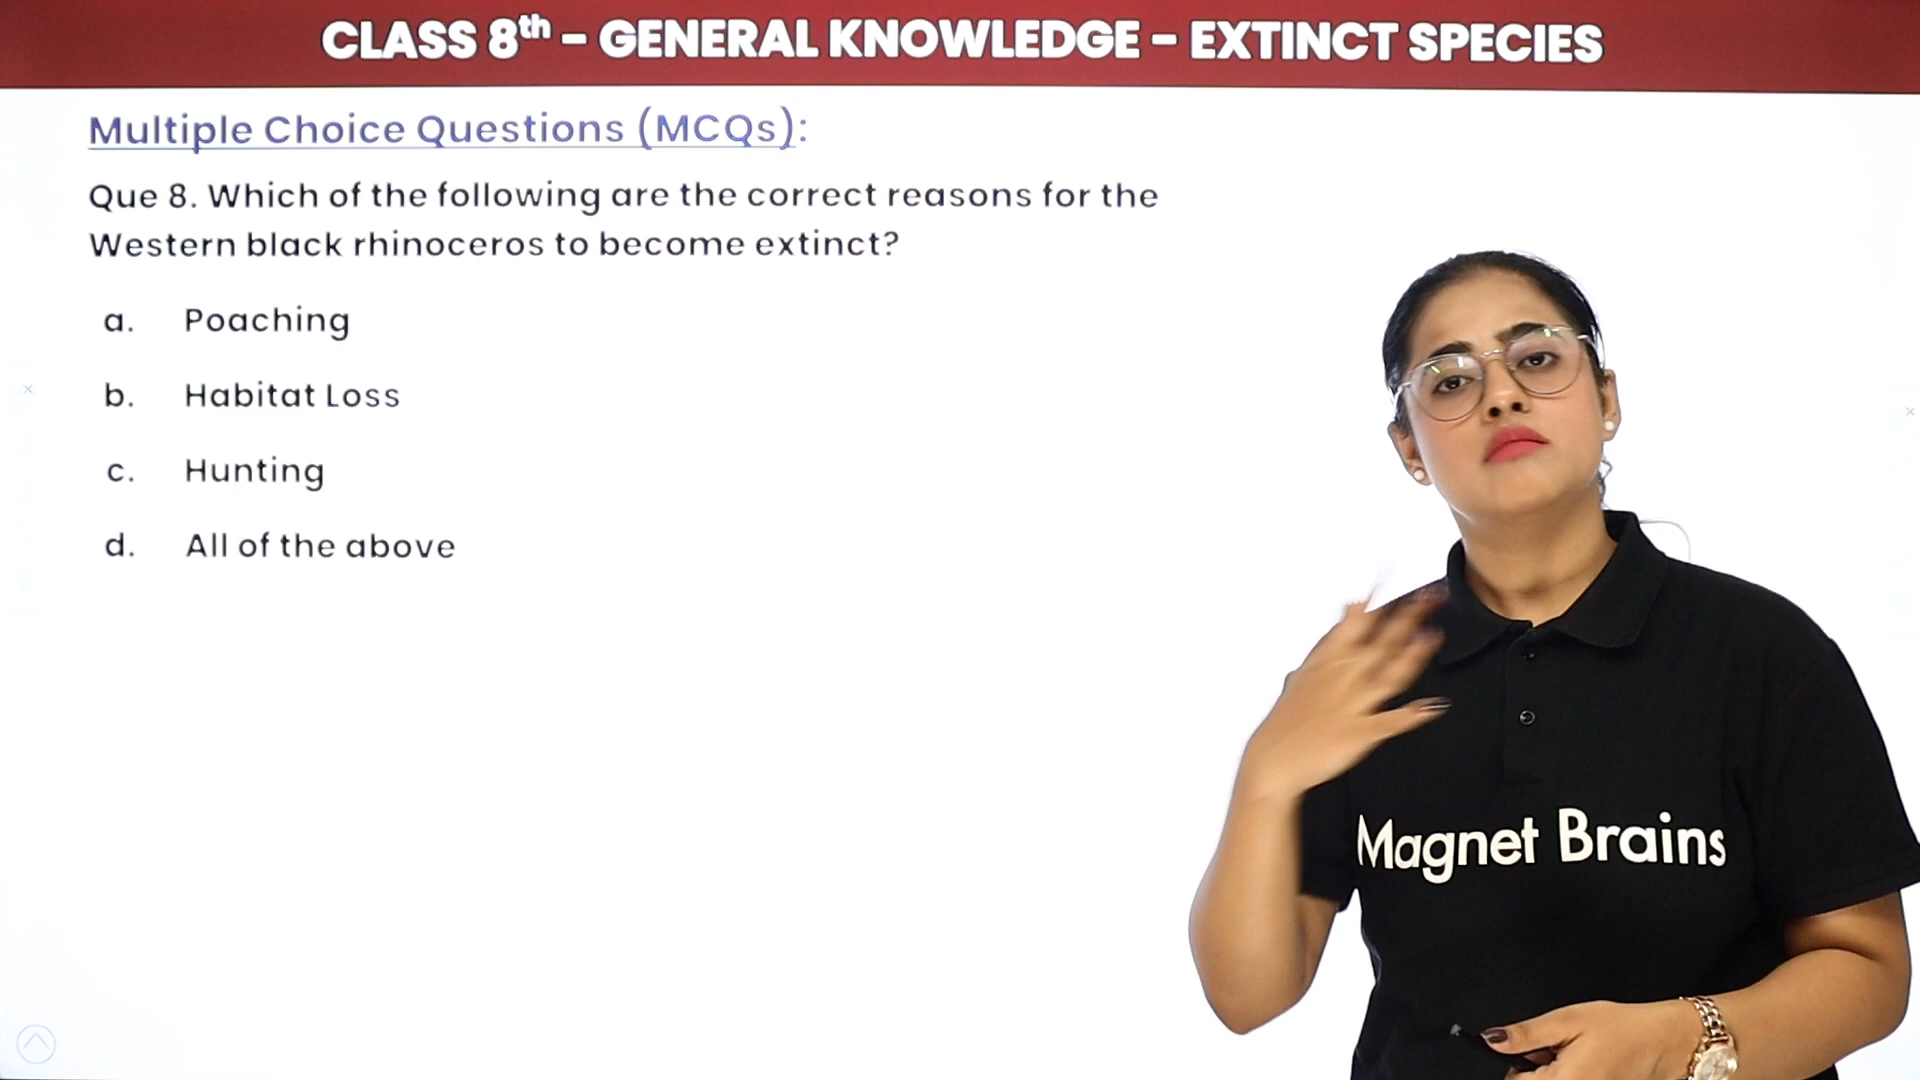 CLASS 8th - GENERAL KNOWLEDGE - EXTINCT SPECIES
Multiple Choice Questions (MCQs):
Que 8. Which of the following are the correct reasons for the
Western black rhinoceros to become extinct?
a. Poaching
b. Habitat Loss
c. Hunting
d. All of the above
Magnet Brains